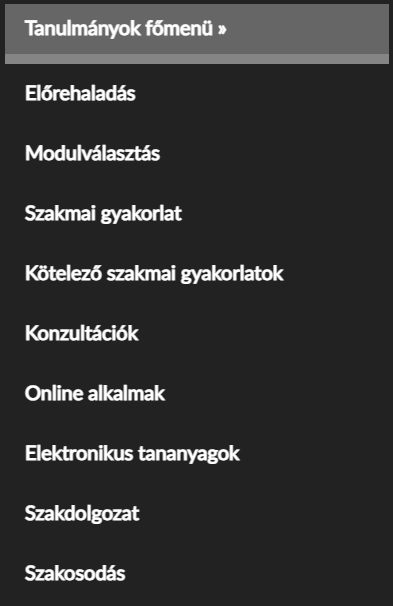 Tanulmányok főmenü »
Előrehaladás
Modulválasztás
Szakmai gyakorlat
Kötelező szakmai gyakorlatok
Konzultációk
Online alkalmak
Elektronikus tananyagok
Szakdolgozat
Szakosodás